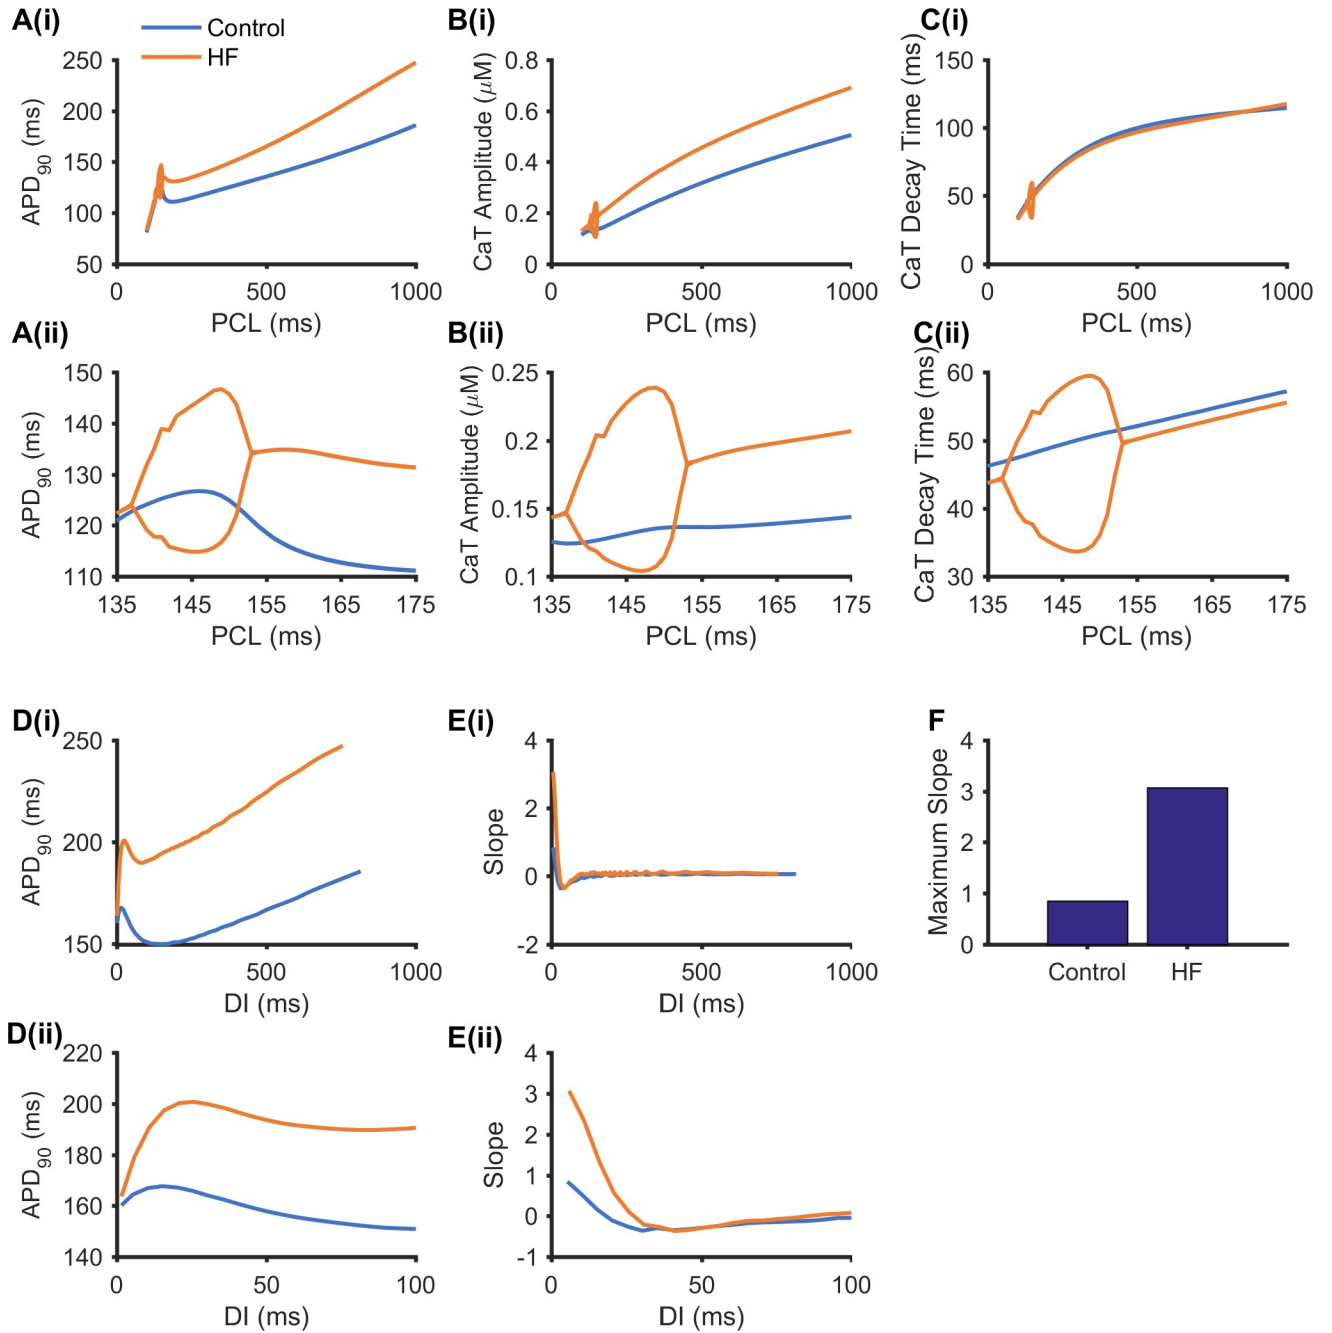 A(i)
Control
HF
250
200
150
100
50
APD90 (ms)
0
500
1000
PCL (ms)
B(i)
0.8
0.6
0.4
0.2
0
CaT Amplitude (μM)
0
500
1000
PCL (ms)
C(i)
150
100
50
0
CaT Decay Time (ms)
0
500
1000
PCL (ms)
A(ii)
150
140
130
120
110
APD90 (ms)
135
145
155
165
175
PCL (ms)
B(ii)
0.25
0.2
0.15
0.1
CaT Amplitude (μM)
135
145
155
165
175
PCL (ms)
C(ii)
60
50
40
30
CaT Decay Time (ms)
135
145
155
165
175
PCL (ms)
D(i)
250
200
150
APD90 (ms)
0
500
1000
DI (ms)
E(i)
4
2
0
-2
Slope
0
500
1000
DI (ms)
F
4
3
2
1
0
Maximum Slope
Control
HF
D(ii)
220
200
180
160
140
APD90 (ms)
0
50
100
DI (ms)
E(ii)
4
3
2
1
0
-1
Slope
0
50
100
DI (ms)